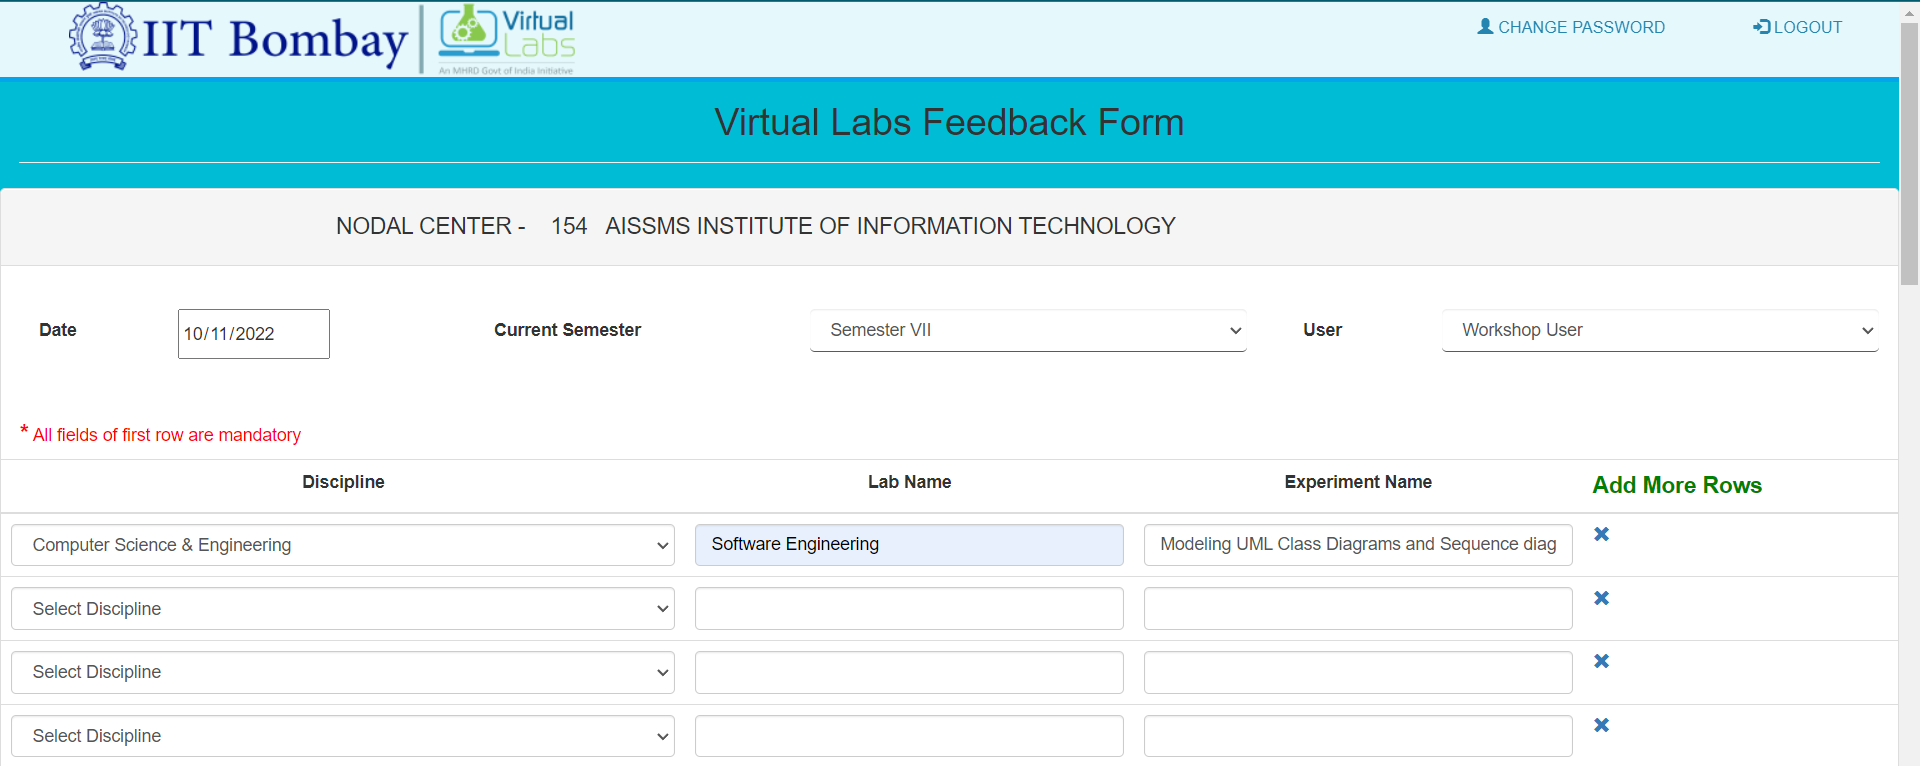 IIT Bombay
Virtual
Labs
An MHRD Govt of India Initiative
CHANGE PASSWORD
LOGOUT
Virtual Labs Feedback Form
NODAL CENTER - 154 AISSMS INSTITUTE OF INFORMATION TECHNOLOGY
Date 10/11/2022 Current Semester Semester VII User Workshop User
* All fields of first row are mandatory
Discipline Lab Name Experiment Name Add More Rows
Computer Science & Engineering Software Engineering Modeling UML Class Diagrams and Sequence diag
Select Discipline
Select Discipline
Select Discipline